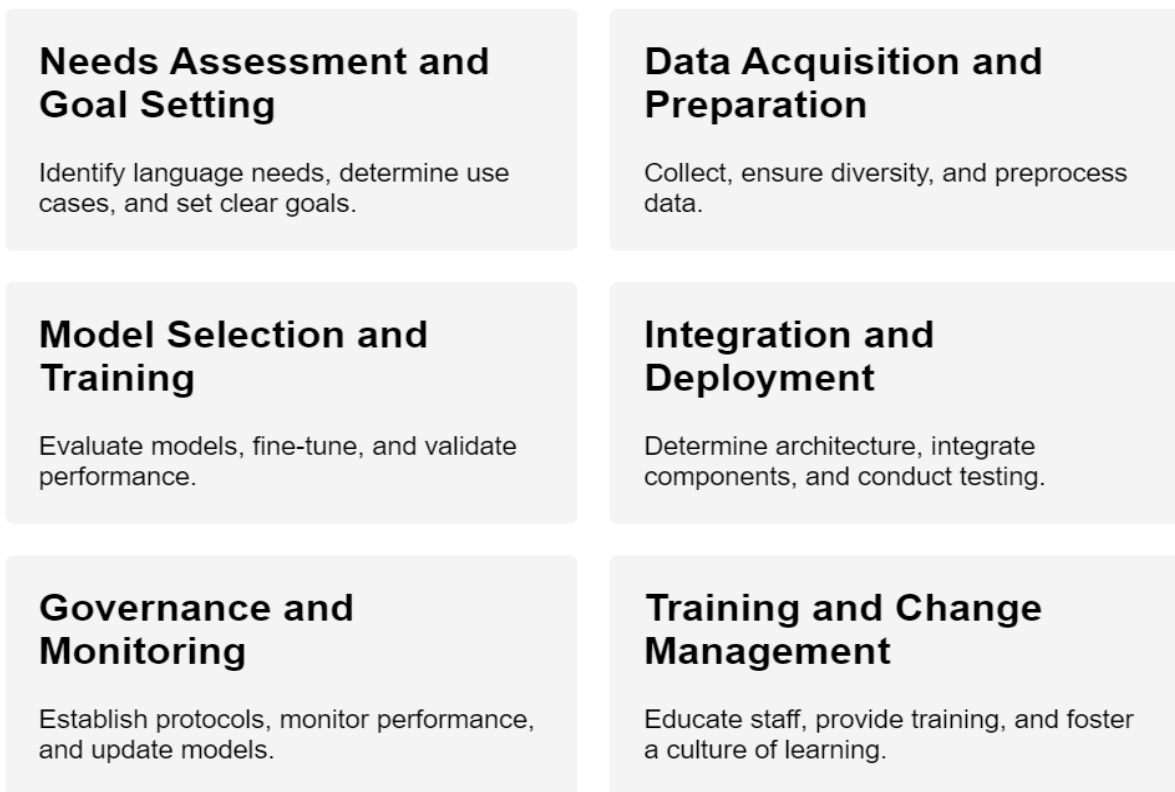 Needs Assessment and
Goal Setting
Identify language needs, determine use
cases, and set clear goals.
Data Acquisition and
Preparation
Collect, ensure diversity, and preprocess
data.
Model Selection and
Training
Evaluate models, fine-tune, and validate
performance.
Integration and
Deployment
Determine architecture, integrate
components, and conduct testing.
Governance and
Monitoring
Establish protocols, monitor performance,
and update models.
Training and Change
Management
Educate staff, provide training, and foster
a culture of learning.